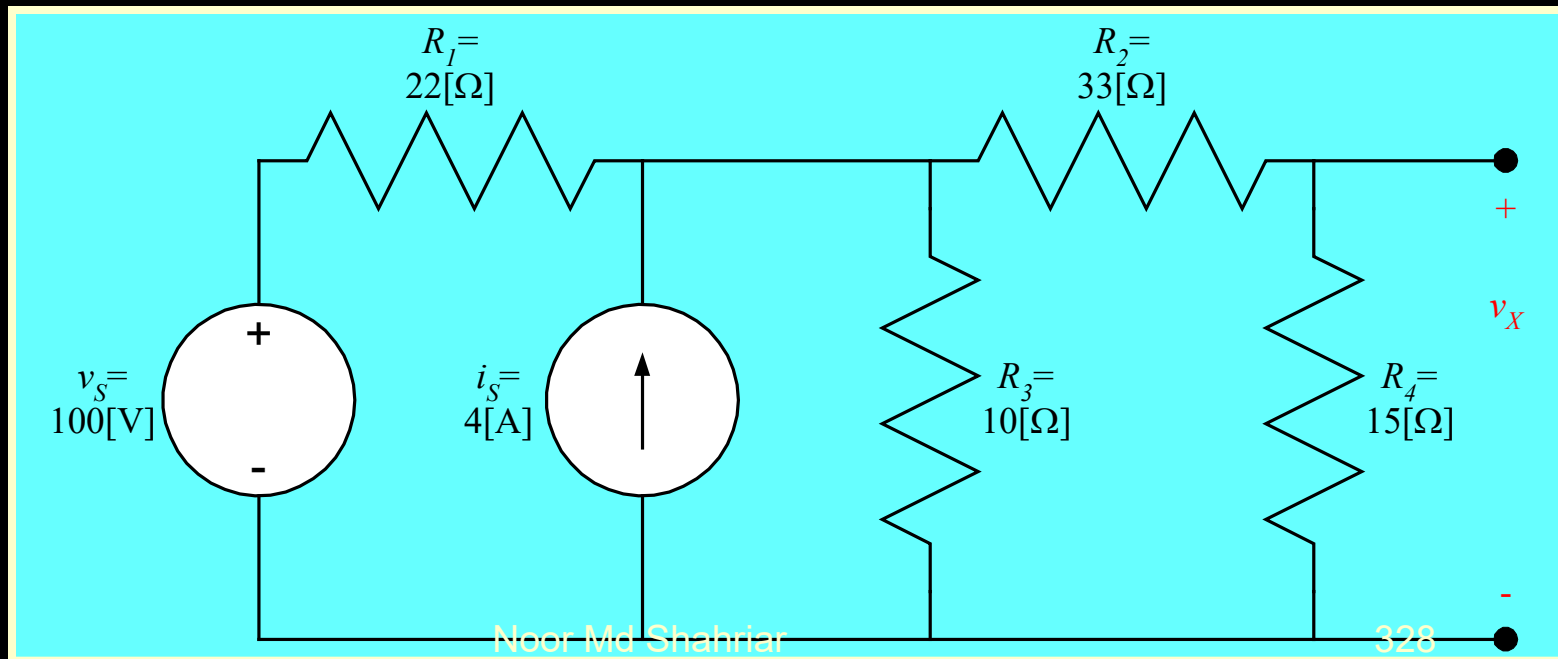 R1=
22[Ω]
R2=
33[Ω]
+
vX
-
+
-
vS=
100[V]
iS=
4[A]
R3=
10[Ω]
R4=
15[Ω]
Noor Md Shahriar
328